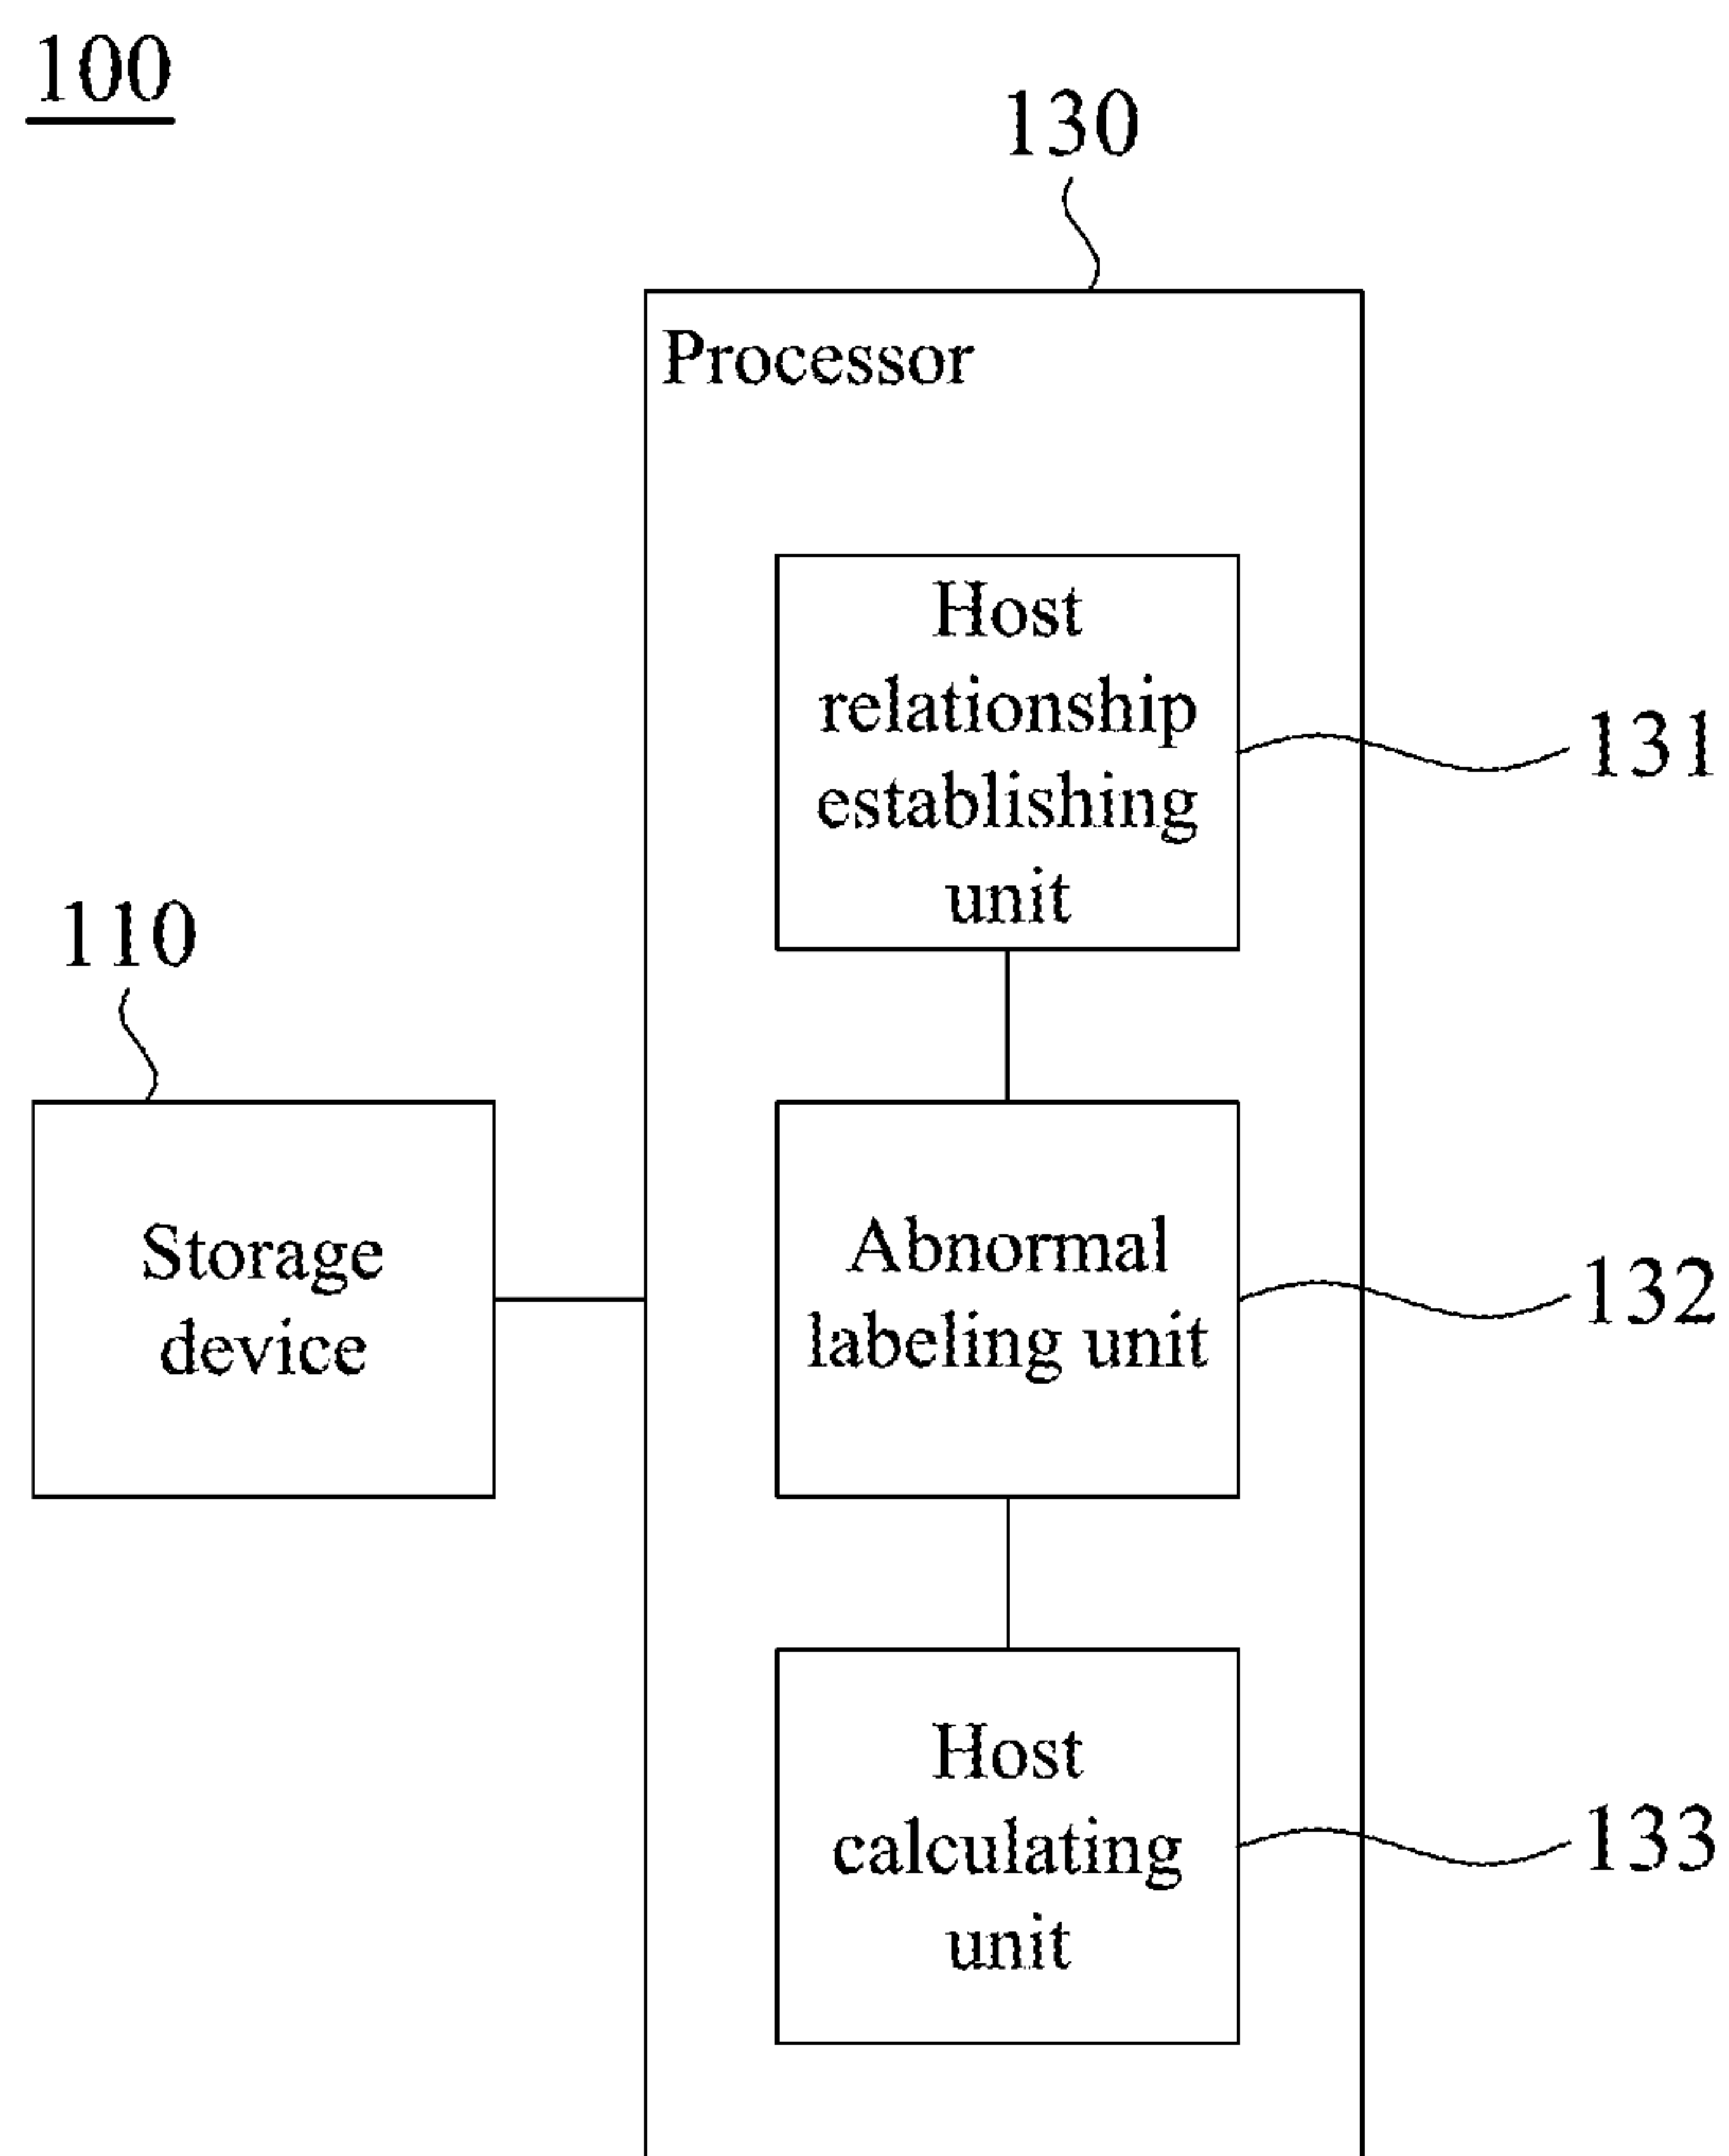 100
130
Processor
Host
relationship
establishing
unit
131
110
Storage
device
Abnormal
labeling unit
132
Host
calculating
unit
133